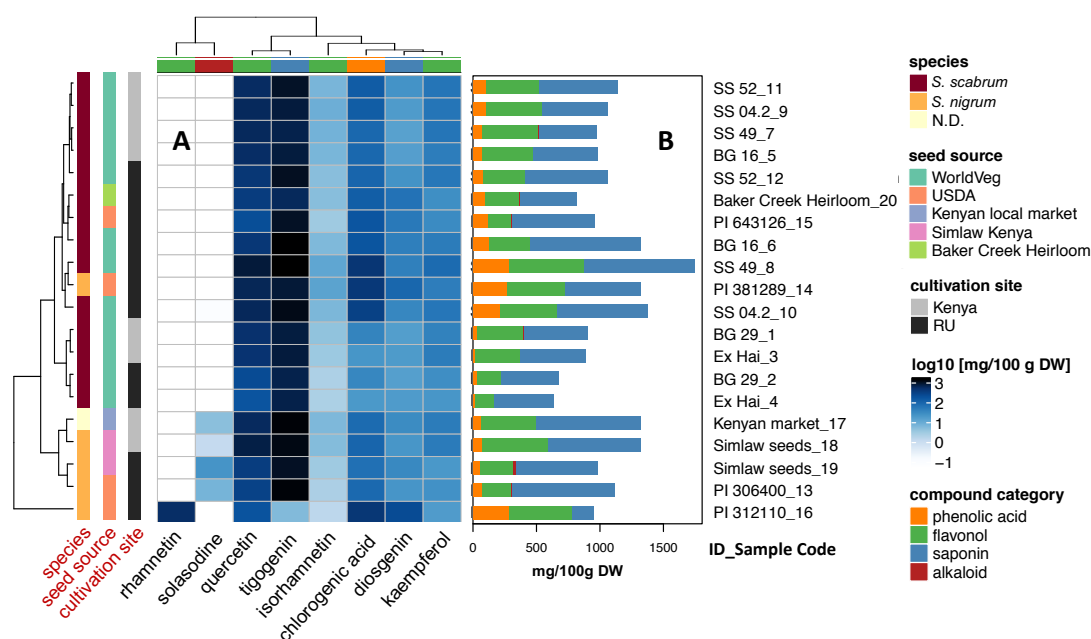 A
B
SS 52_11
SS 04.2_9
SS 49_7
BG 16_5
SS 52_12
Baker Creek Heirloom_20
PI 643126_15
BG 16_6
SS 49_8
PI 381289_14
SS 04.2_10
BG 29_1
Ex Hai_3
BG 29_2
Ex Hai_4
Kenyan market_17
Simlaw seeds_18
Simlaw seeds_19
PI 306400_13
PI 312110_16
ID_Sample Code
0 500 1000 1500
mg/100g DW
species
seed source
cultivation site
rhamnetin
solasodine
quercetin
tigogenin
isorhamnetin
chlorogenic acid
diosgenin
kaempferol
species
S. scabrum
S. nigrum
N.D.
seed source
WorldVeg
USDA
Kenyan local market
Simlaw Kenya
Baker Creek Heirloom
cultivation site
Kenya
RU
log10 [mg/100 g DW]
3
2
1
0
−1
compound category
phenolic acid
flavonol
saponin
alkaloid